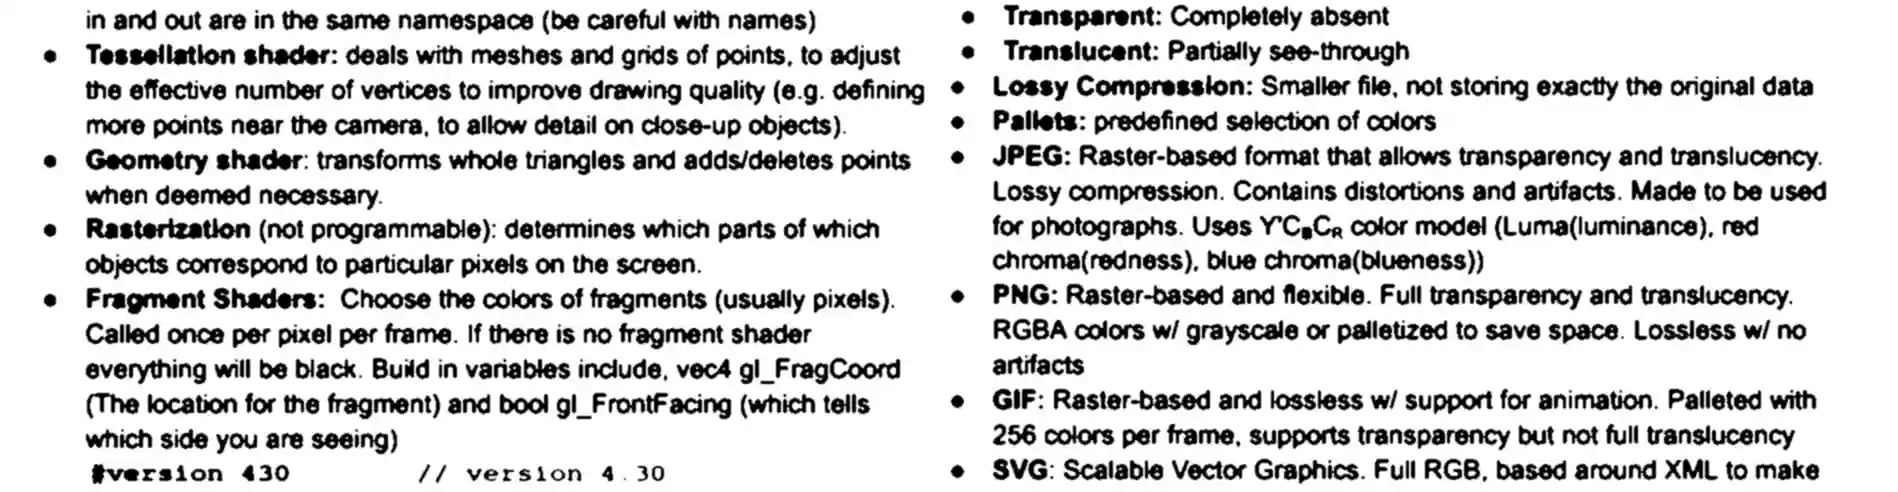 in and out are in the same namespace (be careful with names)
● Tessellation shader: deals with meshes and grids of points, to adjust
the effective number of vertices to improve drawing quality (e.g. defining
more points near the camera, to allow detail on close-up objects).
● Geometry shader: transforms whole triangles and adds/deletes points
when deemed necessary.
● Rasterization (not programmable): determines which parts of which
objects correspond to particular pixels on the screen.
● Fragment Shaders: Choose the colors of fragments (usually pixels).
Called once per pixel per frame. If there is no fragment shader
everything will be black. Build in variables include, vec4 gl_FragCoord
(The location for the fragment) and bool gl_FrontFacing (which tells
which side you are seeing)
#version 430 // version 4.30
● Transparent: Completely absent
● Translucent: Partially see-through
● Lossy Compression: Smaller file, not storing exactly the original data
● Pallets: predefined selection of colors
● JPEG: Raster-based format that allows transparency and translucency.
Lossy compression. Contains distortions and artifacts. Made to be used
for photographs. Uses Y'CBCR color model (Luma(luminance), red
chroma(redness), blue chroma(blueness))
● PNG: Raster-based and flexible. Full transparency and translucency.
RGBA colors w/ grayscale or palletized to save space. Lossless w/ no
artifacts
● GIF: Raster-based and lossless w/ support for animation. Palleted with
256 colors per frame, supports transparency but not full translucency
● SVG: Scalable Vector Graphics. Full RGB, based around XML to make